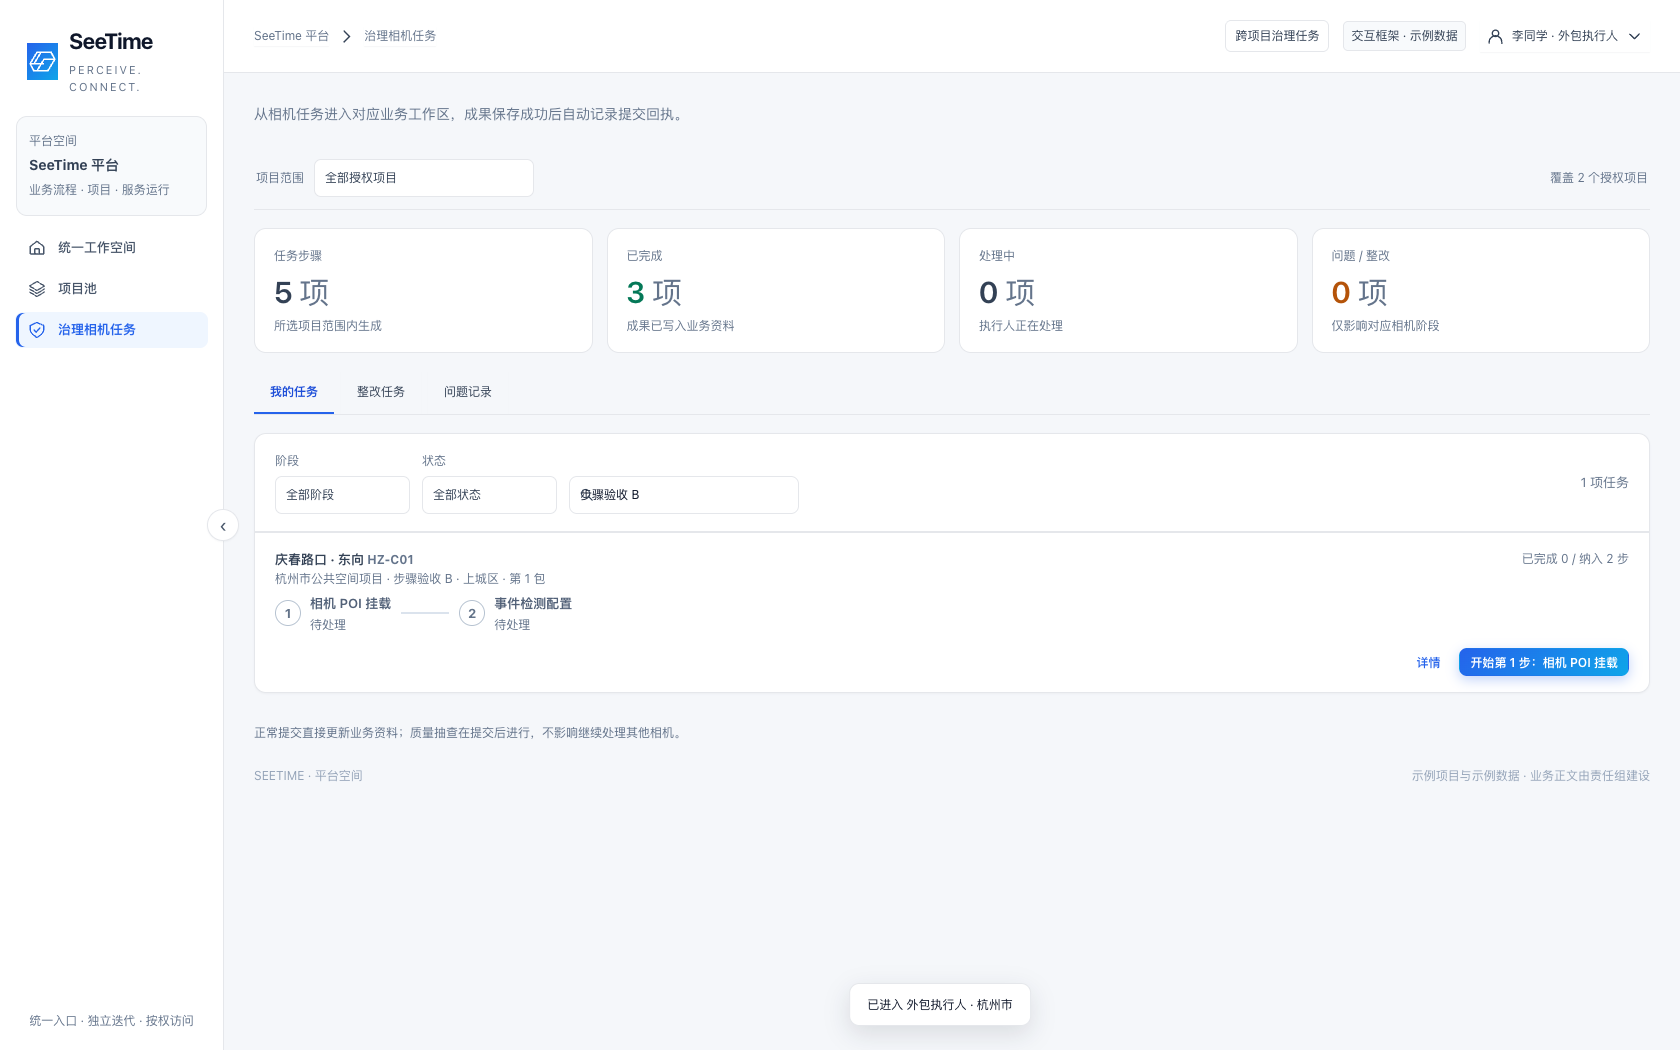 SeeTime
PERCEIVE.
CONNECT.
平台空间
SeeTime 平台
业务流程 · 项目 · 服务运行
统一工作空间
项目池
治理相机任务
统一入口 · 独立迭代 · 按权访问
SeeTime 平台 > 治理相机任务
跨项目治理任务
交互框架 · 示例数据
李同学 · 外包执行人
从相机任务进入对应业务工作区，成果保存成功后自动记录提交回执。
项目范围 全部授权项目
覆盖 2 个授权项目
任务步骤
5 项
所选项目范围内生成
已完成
3 项
成果已写入业务资料
处理中
0 项
执行人正在处理
问题 / 整改
0 项
仅影响对应相机阶段
我的任务 整改任务 问题记录
阶段
全部阶段
状态
全部状态
骤验收 B
1 项任务
庆春路口 · 东向 HZ-C01
已完成 0 / 纳入 2 步
杭州市公共空间项目 · 步骤验收 B · 上城区 · 第 1 包
1 相机 POI 挂载
待处理
2 事件检测配置
待处理
详情
开始第 1 步：相机 POI 挂载
正常提交直接更新业务资料；质量抽查在提交后进行，不影响继续处理其他相机。
SEETIME · 平台空间
示例项目与示例数据 · 业务正文由责任组建设
已进入 外包执行人 · 杭州市